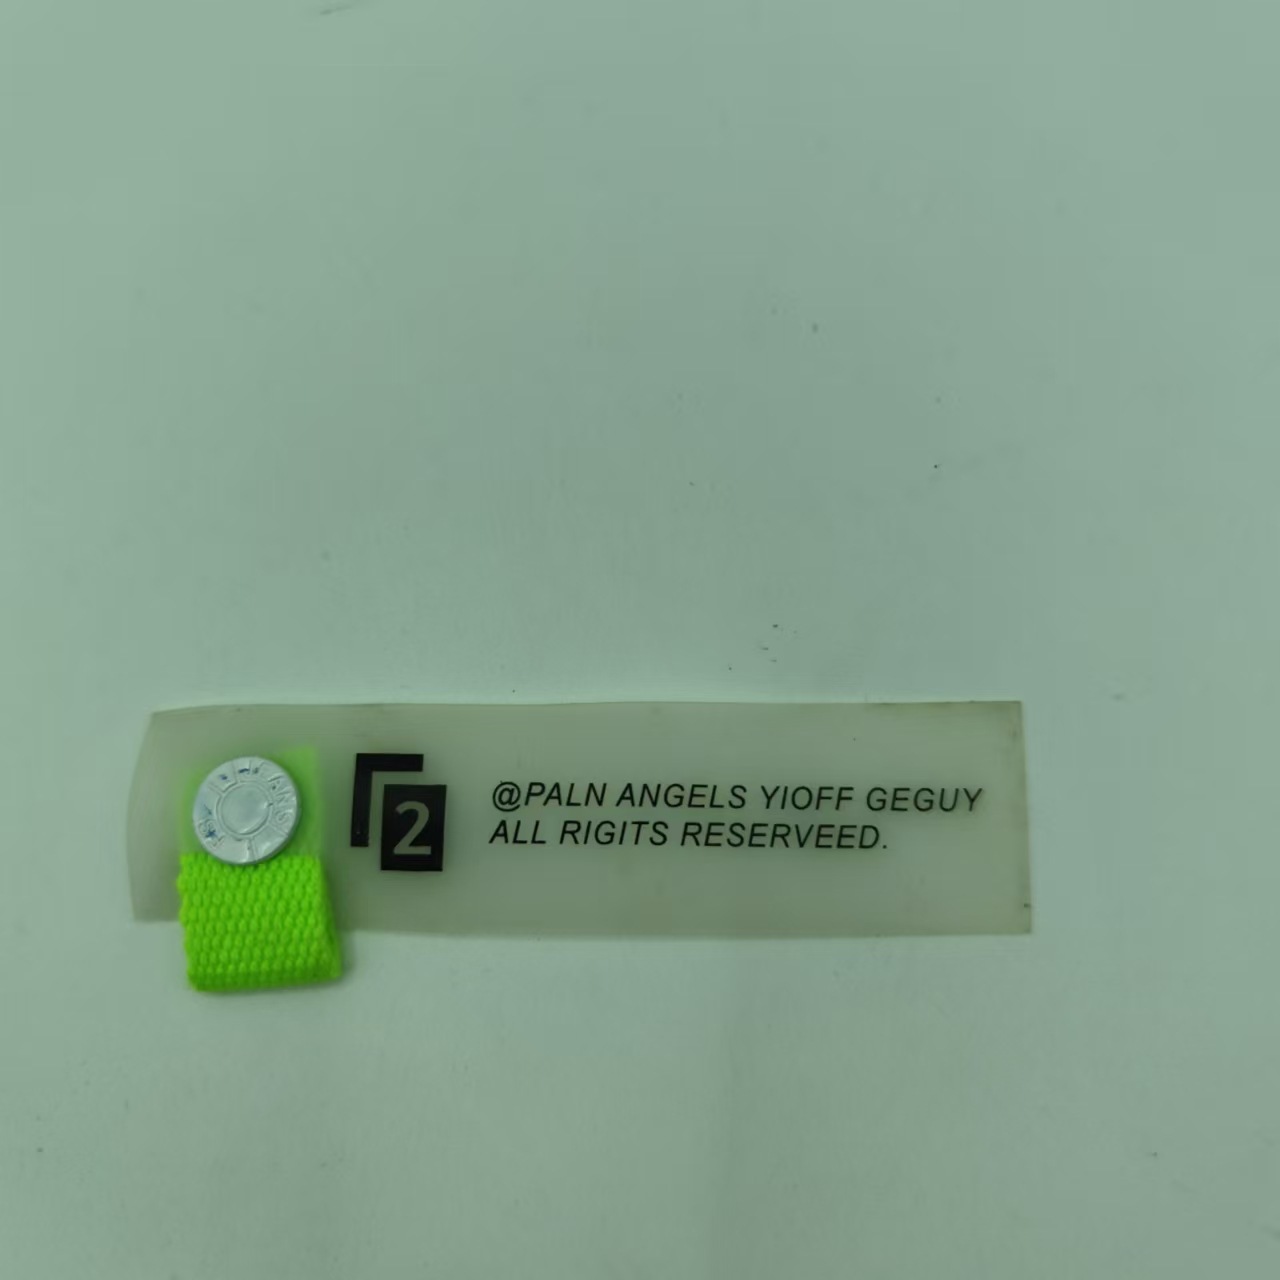 2
@PALN ANGELS YIOFF GEGUY
ALL RIGITS RESERVEED.